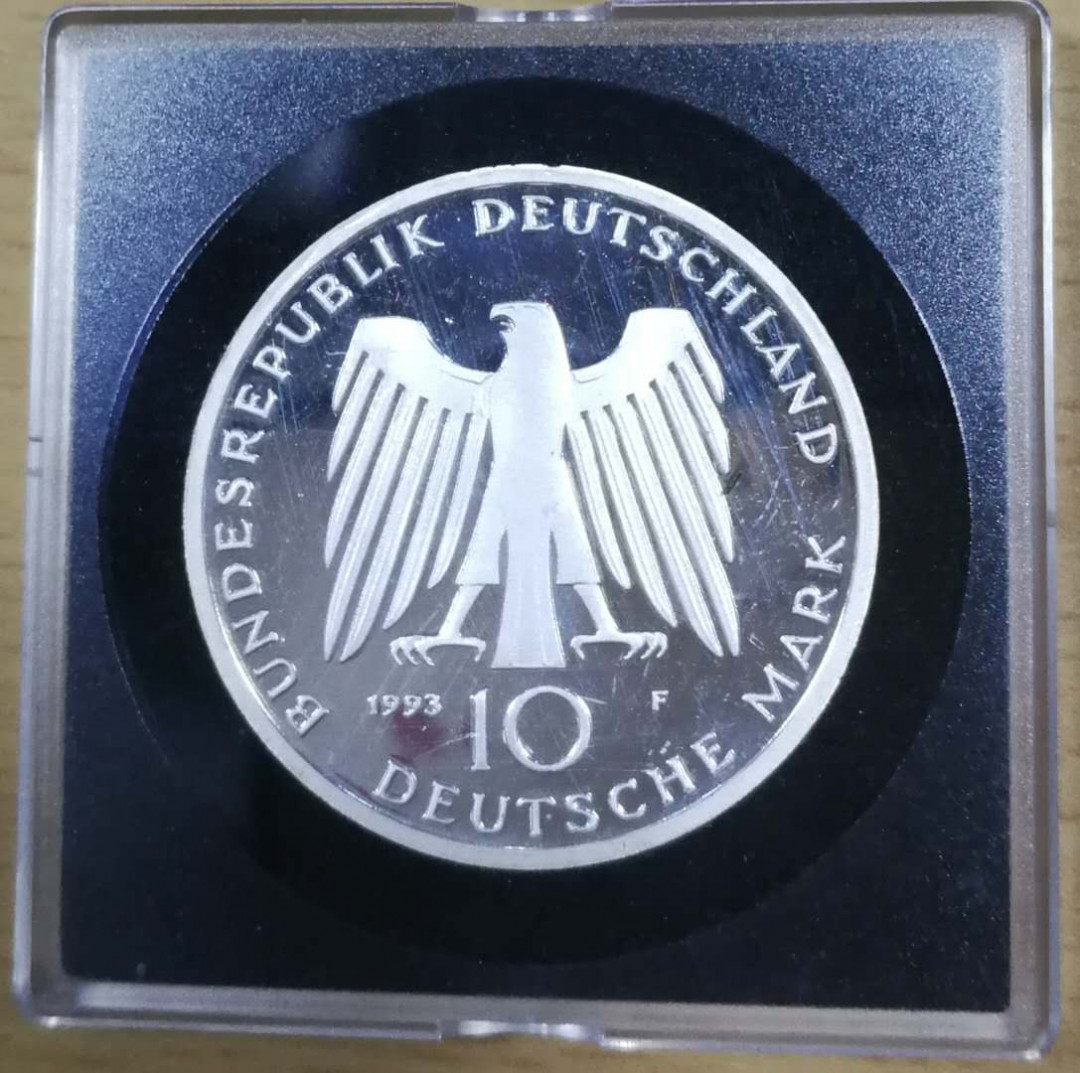 BUNDESREPUBLIK DEUTSCHLAND
1993 10 F
DEUTSCHE MARK